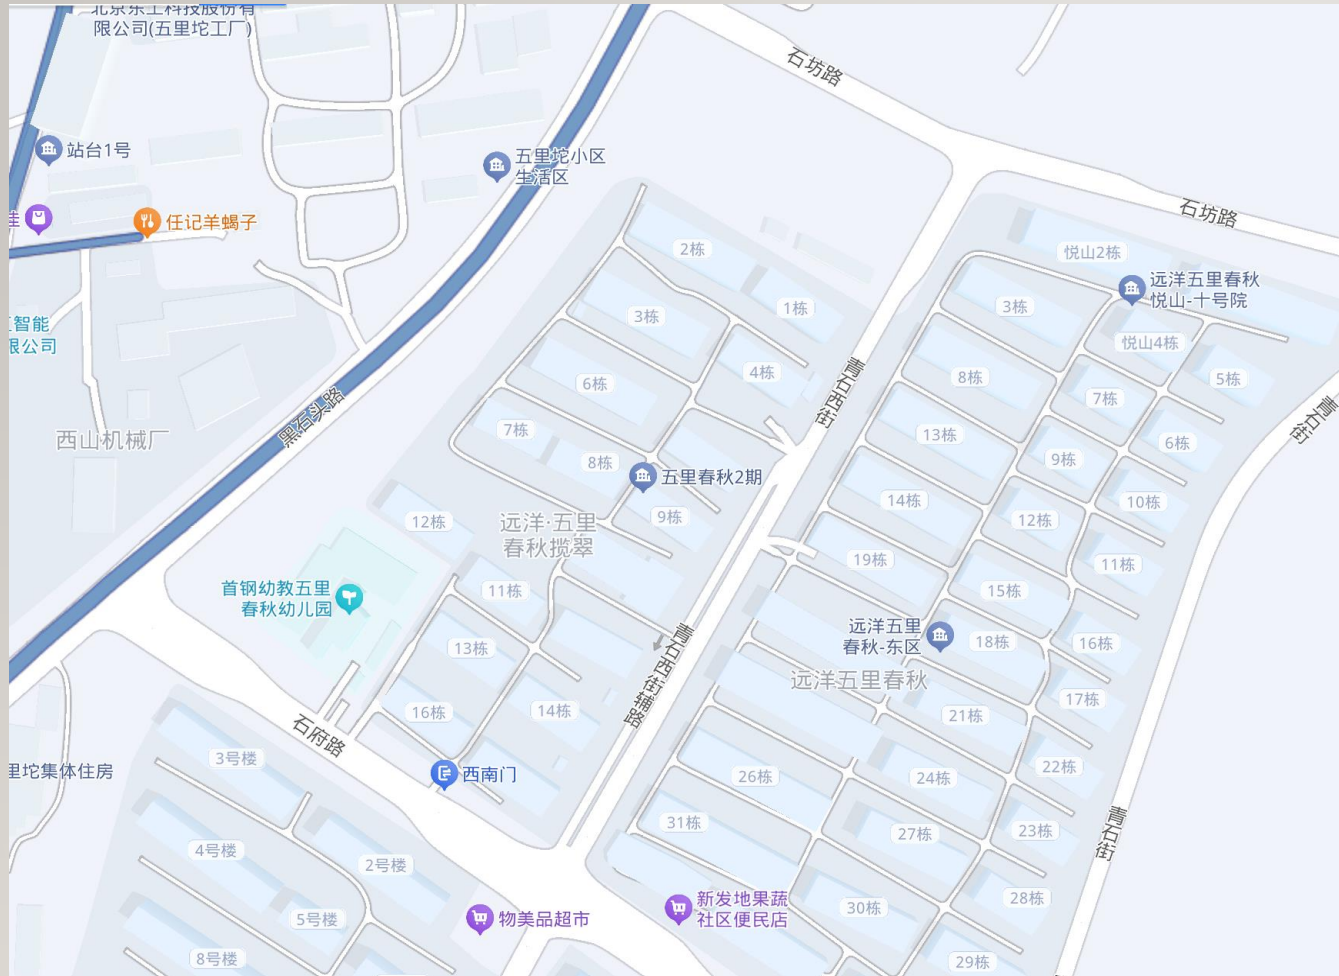 北京东土科技股份有
限公司(五里坨工厂)
石坊路
站台1号
五里坨小区
生活区
任记羊蝎子
石坊路
2栋
悦山2栋
远洋五里春秋
悦山-十号院
1栋
3栋
3栋
智能
限公司
悦山4栋
4栋
8栋
5栋
6栋
青石西街
7栋
青石街
黑石头路
7栋
13栋
西山机械厂
6栋
8栋
9栋
五里春秋2期
14栋
10栋
9栋
12栋
12栋
远洋·五里
春秋揽翠
19栋
11栋
首钢幼教五里
春秋幼儿园
11栋
15栋
远洋五里
春秋-东区
18栋
16栋
13栋
青石西街辅路
远洋五里春秋
17栋
16栋
14栋
21栋
石府路
3号楼
里坨集体住房
西南门
26栋
24栋
22栋
31栋
27栋
23栋
青石街
4号楼
2号楼
新发地果蔬
社区便民店
30栋
28栋
5号楼
物美品超市
8号楼
29栋